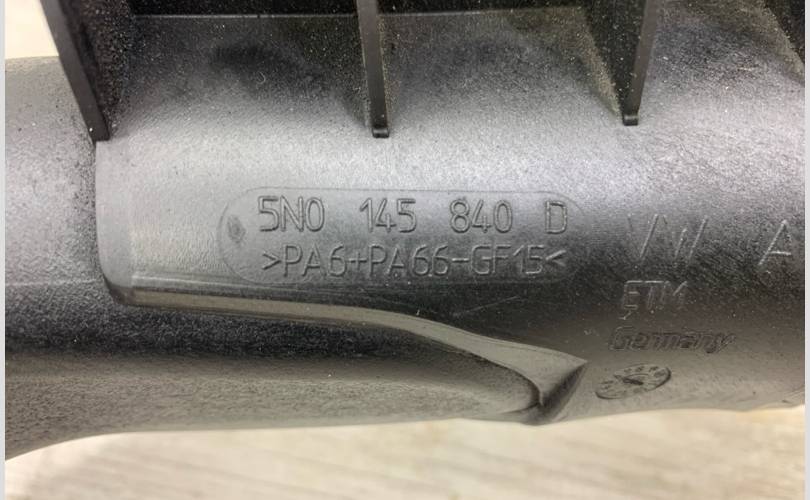 5N0 145 840 D
>PA6+PA66-GF15<
VW A
ETM
Germany